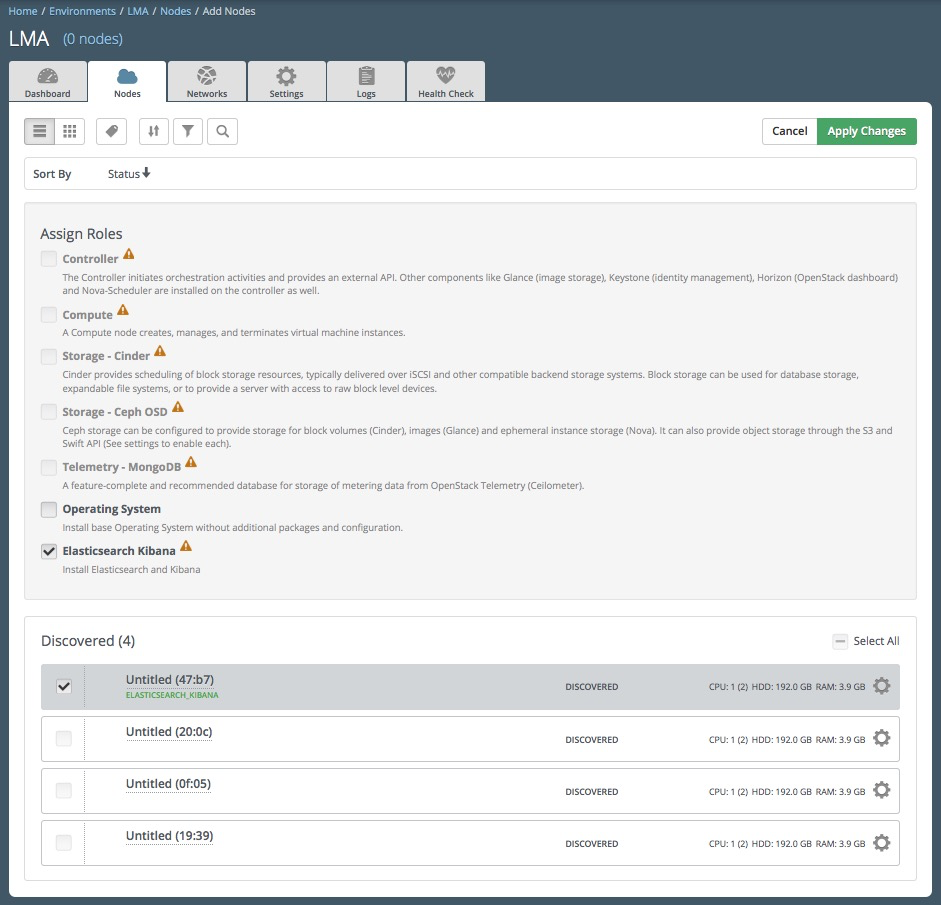 Home / Environments / LMA / Nodes / Add Nodes
LMA (0 nodes)
Dashboard Nodes Networks Settings Logs Health Check
Cancel Apply Changes
Sort By Status
Assign Roles
Controller
The Controller initiates orchestration activities and provides an external API. Other components like Glance (image storage), Keystone (identity management), Horizon (OpenStack dashboard)
and Nova-Scheduler are installed on the controller as well.
Compute
A Compute node creates, manages, and terminates virtual machine instances.
Storage - Cinder
Cinder provides scheduling of block storage resources, typically delivered over iSCSI and other compatible backend storage systems. Block storage can be used for database storage,
expandable file systems, or to provide a server with access to raw block level devices.
Storage - Ceph OSD
Ceph storage can be configured to provide storage for block volumes (Cinder), images (Glance) and ephemeral instance storage (Nova). It can also provide object storage through the S3 and
Swift API (See settings to enable each).
Telemetry - MongoDB
A feature-complete and recommended database for storage of metering data from OpenStack Telemetry (Ceilometer).
Operating System
Install base Operating System without additional packages and configuration.
Elasticsearch Kibana
Install Elasticsearch and Kibana
Discovered (4) Select All
Untitled (47:b7)
ELASTICSEARCH_KIBANA
DISCOVERED CPU: 1 (2) HDD: 192.0 GB RAM: 3.9 GB
Untitled (20:0c)
DISCOVERED CPU: 1 (2) HDD: 192.0 GB RAM: 3.9 GB
Untitled (0f:05)
DISCOVERED CPU: 1 (2) HDD: 192.0 GB RAM: 3.9 GB
Untitled (19:39)
DISCOVERED CPU: 1 (2) HDD: 192.0 GB RAM: 3.9 GB